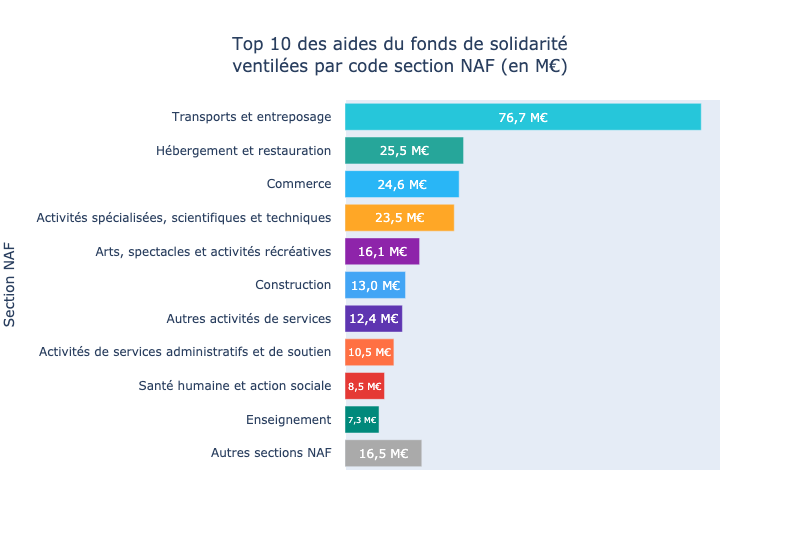 Top 10 des aides du fonds de solidarité
ventilées par code section NAF (en M€)
Section NAF
Transports et entreposage 76,7 M€
Hébergement et restauration 25,5 M€
Commerce 24,6 M€
Activités spécialisées, scientifiques et techniques 23,5 M€
Arts, spectacles et activités récréatives 16,1 M€
Construction 13,0 M€
Autres activités de services 12,4 M€
Activités de services administratifs et de soutien 10,5 M€
Santé humaine et action sociale 8,5 M€
Enseignement 7,3 M€
Autres sections NAF 16,5 M€